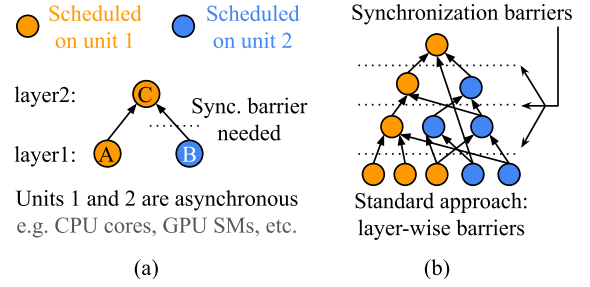 Scheduled
on unit 1
Scheduled
on unit 2
layer2:
C
Sync. barrier
needed
layer1:
A
B
Units 1 and 2 are asynchronous
e.g. CPU cores, GPU SMs, etc.
(a)
Synchronization barriers
Standard approach:
layer-wise barriers
(b)